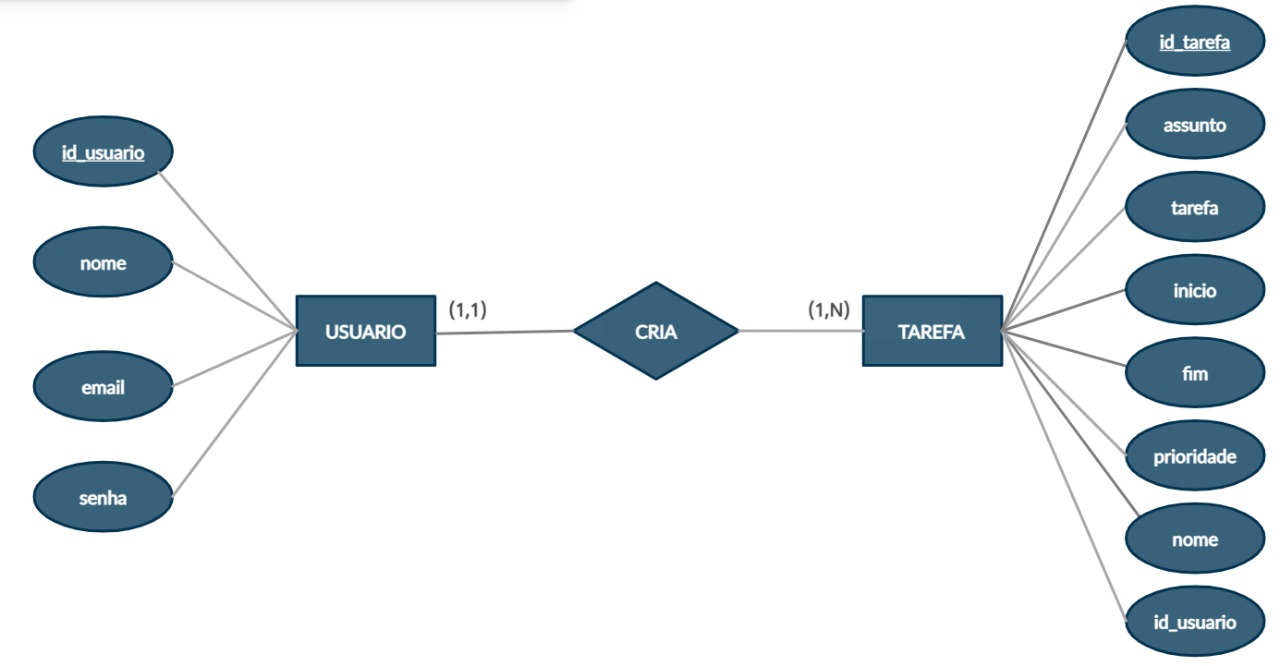 id_usuario
nome
email
senha
USUARIO
(1,1)
CRIA
(1,N)
TAREFA
id_tarefa
assunto
tarefa
inicio
fim
prioridade
nome
id_usuario